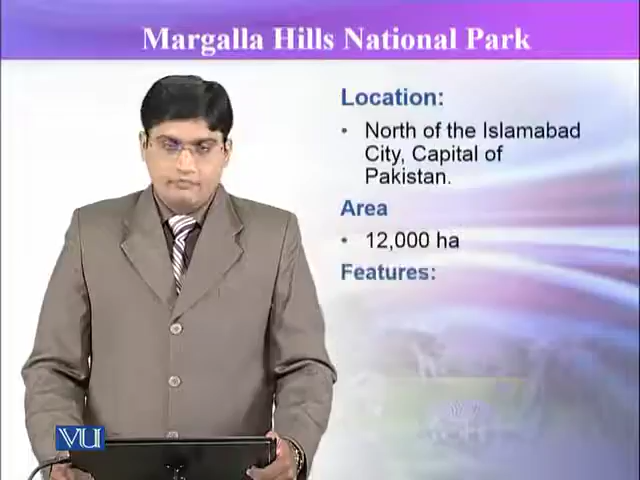 Margalla Hills National Park
Location:
• North of the Islamabad
City, Capital of
Pakistan.
Area
• 12,000 ha
Features:
VU